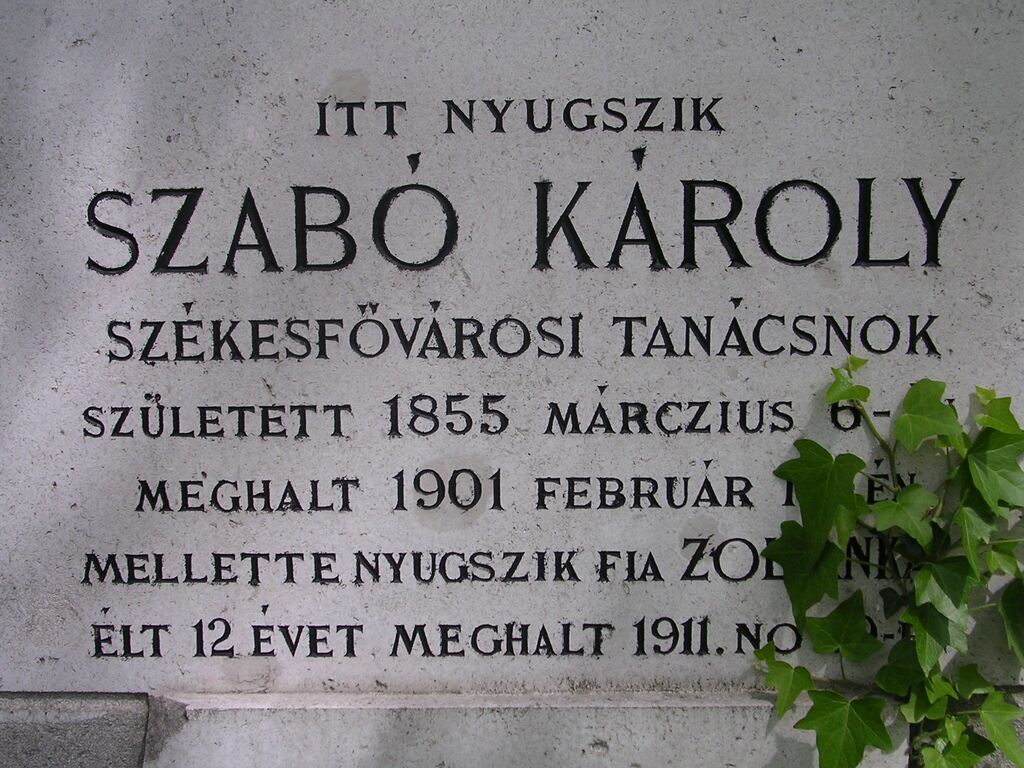 ITT NYUGSZIK
SZABÓ KÁROLY
SZÉKESFŐVÁROSI TANÁCSNOK
SZÜLETETT 1855 MÁRCZIUS 6-
MEGHALT 1901 FEBRUÁR
MELLETTE NYUGSZIK FIA
ÉLT 12 ÉVET MEGHALT 1911.